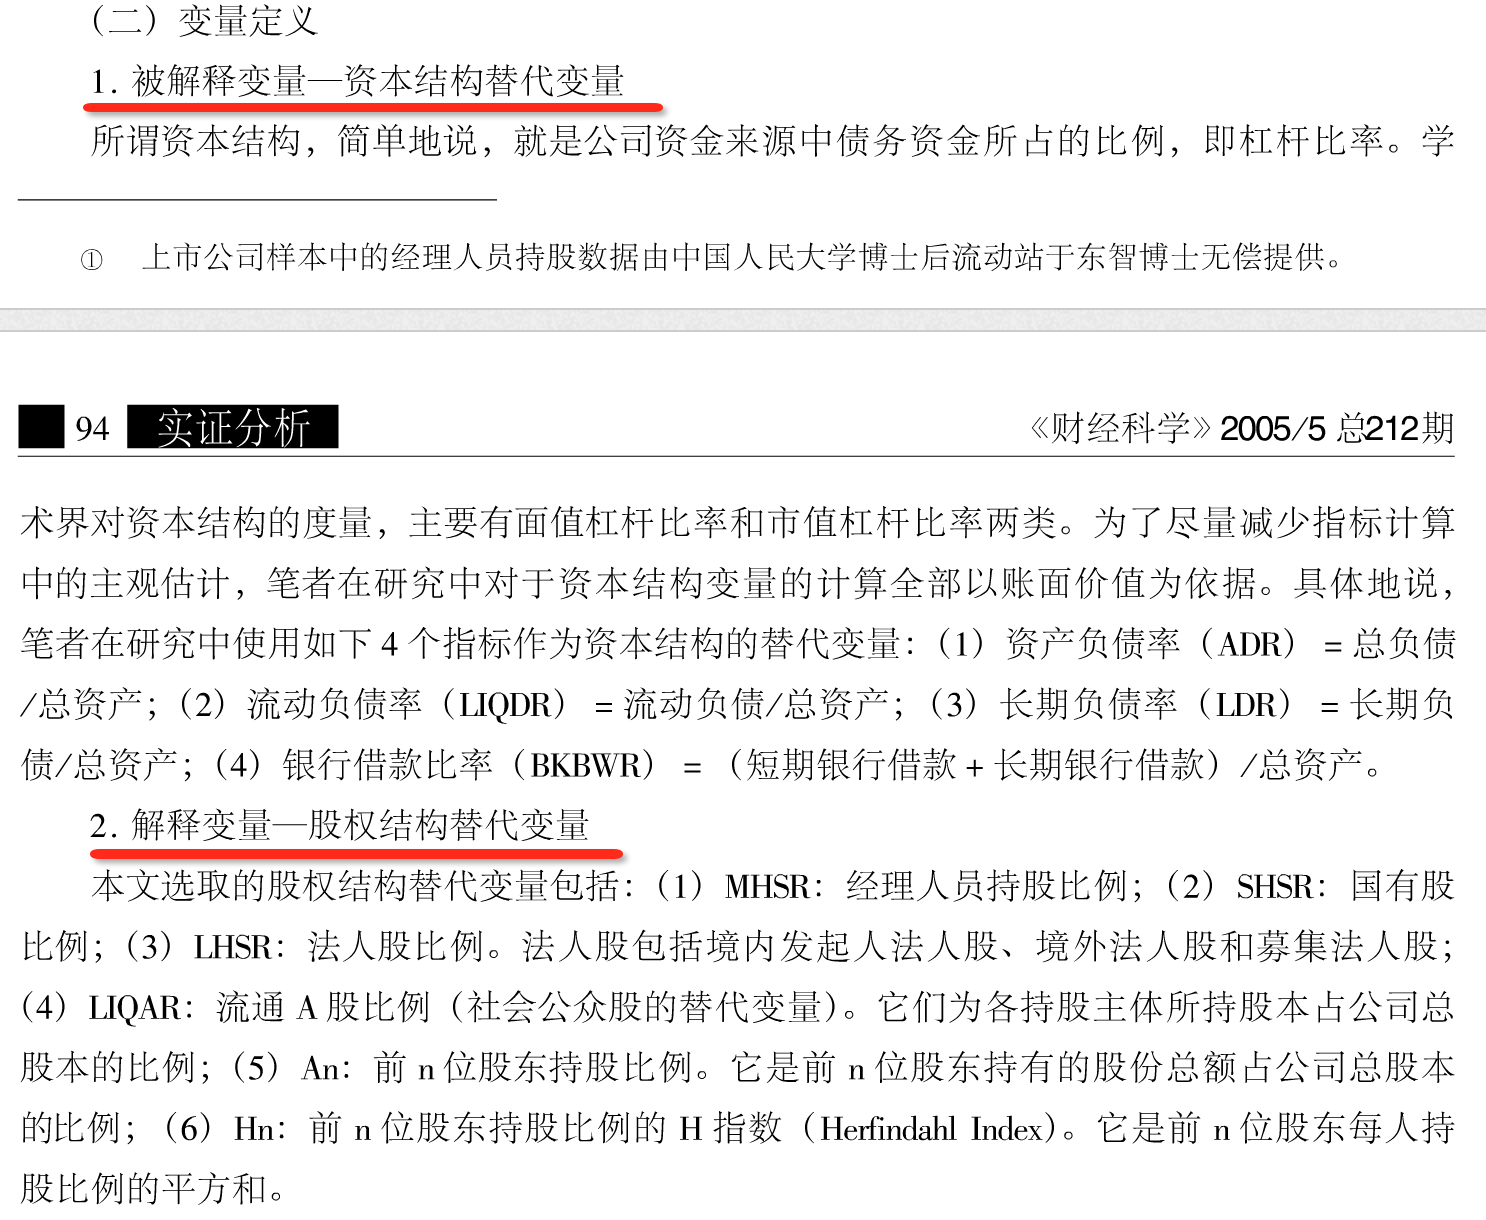 （二）变量定义
1. 被解释变量—资本结构替代变量
所谓资本结构，简单地说，就是公司资金来源中债务资金所占的比例，即杠杆比率。学
① 上市公司样本中的经理人员持股数据由中国人民大学博士后流动站于东智博士无偿提供。
94 实证分析 《财经科学》2005/5 总212期
术界对资本结构的度量，主要有面值杠杆比率和市值杠杆比率两类。为了尽量减少指标计算
中的主观估计，笔者在研究中对于资本结构变量的计算全部以账面价值为依据。具体地说，
笔者在研究中使用如下 4 个指标作为资本结构的替代变量：（1）资产负债率（ADR） = 总负债
/总资产；（2）流动负债率（LIQDR） = 流动负债/总资产；（3）长期负债率（LDR） = 长期负
债/总资产；（4）银行借款比率（BKBWR） = （短期银行借款 + 长期银行借款）/总资产。
2. 解释变量—股权结构替代变量
本文选取的股权结构替代变量包括：（1）MHSR：经理人员持股比例；（2）SHSR：国有股
比例；（3）LHSR：法人股比例。法人股包括境内发起人法人股、境外法人股和募集法人股；
（4）LIQAR：流通 A 股比例（社会公众股的替代变量）。它们为各持股主体所持股本占公司总
股本的比例；（5）An：前 n 位股东持股比例。它是前 n 位股东持有的股份总额占公司总股本
的比例；（6）Hn：前 n 位股东持股比例的 H 指数（Herfindahl Index）。它是前 n 位股东每人持
股比例的平方和。